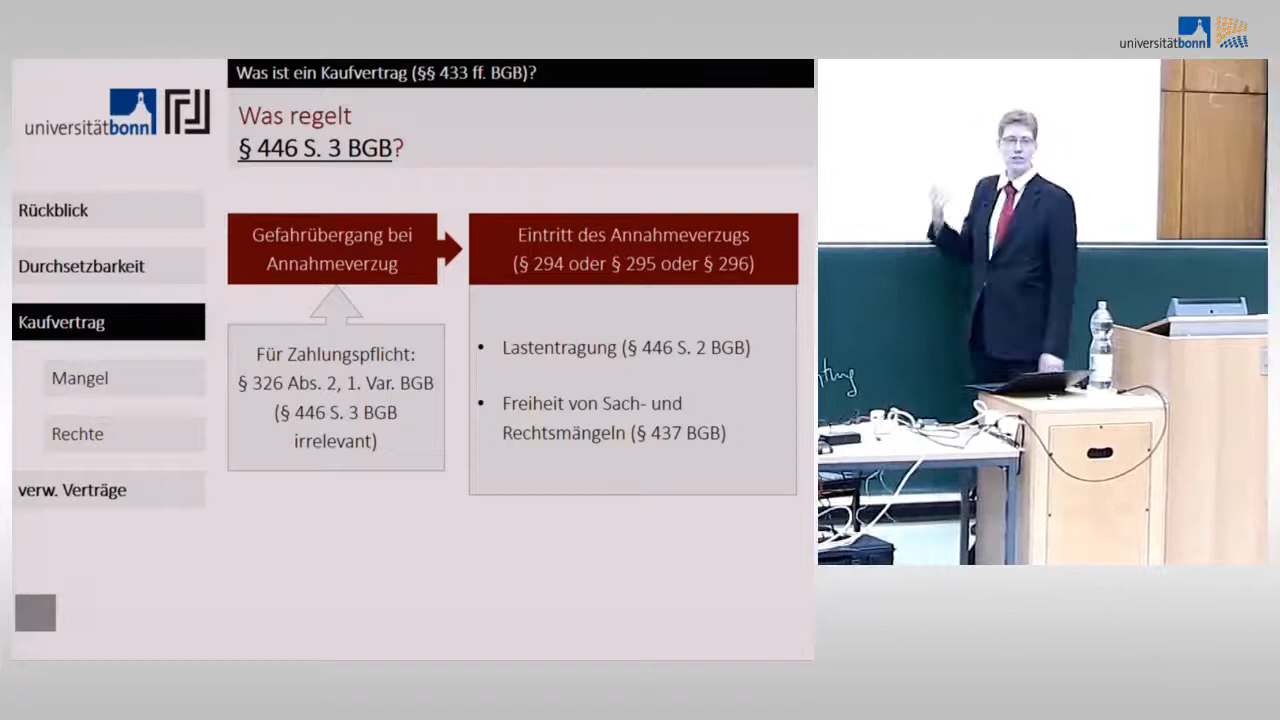 universitätbonn
Was ist ein Kaufvertrag (§§ 433 ff. BGB)?
universitätbonn
Was regelt
§ 446 S. 3 BGB?
Rückblick
Durchsetzbarkeit
Kaufvertrag
Mangel
Rechte
verw. Verträge
Gefahrübergang bei
Annahmeverzug
Eintritt des Annahmeverzugs
(§ 294 oder § 295 oder § 296)
Für Zahlungspflicht:
§ 326 Abs. 2, 1. Var. BGB
(§ 446 S. 3 BGB
irrelevant)
• Lastentragung (§ 446 S. 2 BGB)
• Freiheit von Sach- und
Rechtsmängeln (§ 437 BGB)